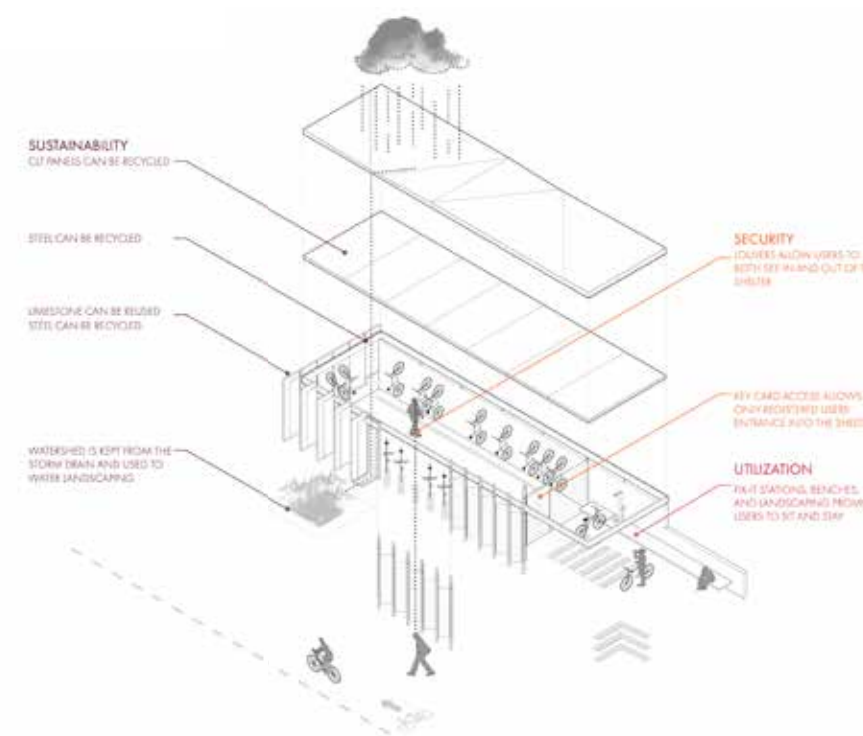 SUSTAINABILITY
CLT PANELS CAN BE RECYCLED
STEEL CAN BE RECYCLED
LIMESTONE CAN BE REUSED
STEEL CAN BE RECYCLED
WATERSHED IS KEPT FROM THE
STORM DRAIN AND USED TO
WATER LANDSCAPING
SECURITY
LOUVERS ALLOW USERS TO
BOTH SEE IN AND OUT OF
SHELTER
KEY CARD ACCESS ALLOWS
ONLY REGISTERED USERS
ENTRANCE INTO THE
UTILIZATION
FIX-IT STATIONS, BENCHES,
AND LANDSCAPING
USERS TO SIT AND STAY